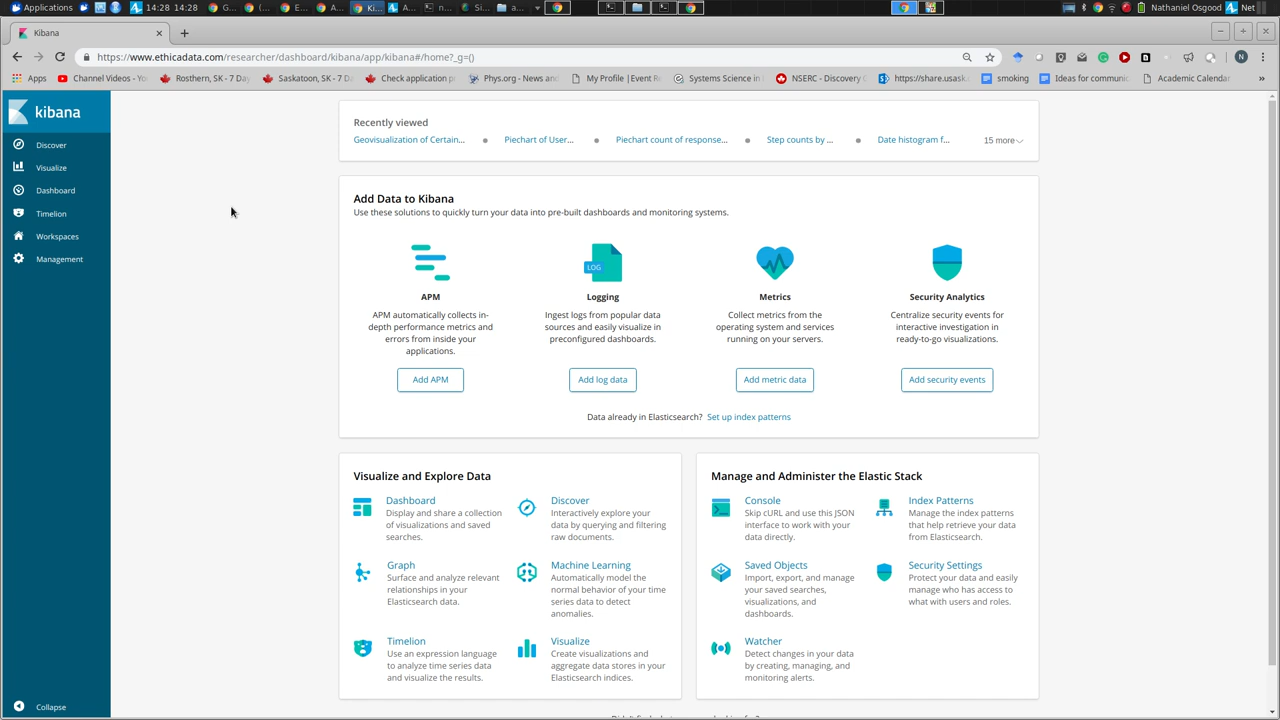 Applications
14:28 14:28
G...
(...
E...
A...
Ki...
A...
n...
Si...
a...
Nathaniel Osgood
Net
Kibana
https://www.ethicadata.com/researcher/dashboard/kibana/app/kibana#/home?_g=()
N
Apps
Channel Videos - Yo
Rosthern, SK - 7 Day
Saskatoon, SK - 7 Da
Check application p
Phys.org - News and
My Profile | Event R
Systems Science in
NSERC - Discovery G
https://share.usask
smoking
Ideas for communic
Academic Calendar
»
kibana
Discover
Visualize
Dashboard
Timelion
Workspaces
Management
Collapse
Recently viewed
Geovisualization of Certain...
Piechart of User...
Piechart count of response...
Step counts by ...
Date histogram f...
15 more
Add Data to Kibana
Use these solutions to quickly turn your data into pre-built dashboards and monitoring systems.
APM
APM automatically collects in-
depth performance metrics and
errors from inside your
applications.
Add APM
LOG
Logging
Ingest logs from popular data
sources and easily visualize in
preconfigured dashboards.
Add log data
Metrics
Collect metrics from the
operating system and services
running on your servers.
Add metric data
Security Analytics
Centralize security events for
interactive investigation in
ready-to-go visualizations.
Add security events
Data already in Elasticsearch? Set up index patterns
Visualize and Explore Data
Dashboard
Display and share a collection
of visualizations and saved
searches.
Discover
Interactively explore your
data by querying and filtering
raw documents.
Graph
Surface and analyze relevant
relationships in your
Elasticsearch data.
Machine Learning
Automatically model the
normal behavior of your time
series data to detect
anomalies.
Timelion
Use an expression language
to analyze time series data
and visualize the results.
Visualize
Create visualizations and
aggregate data stores in your
Elasticsearch indices.
Manage and Administer the Elastic Stack
Console
Skip cURL and use this JSON
interface to work with your
data directly.
Index Patterns
Manage the index patterns
that help retrieve your data
from Elasticsearch.
Saved Objects
Import, export, and manage
your saved searches,
visualizations, and
dashboards.
Security Settings
Protect your data and easily
manage who has access to
what with users and roles.
Watcher
Detect changes in your data
by creating, managing, and
monitoring alerts.